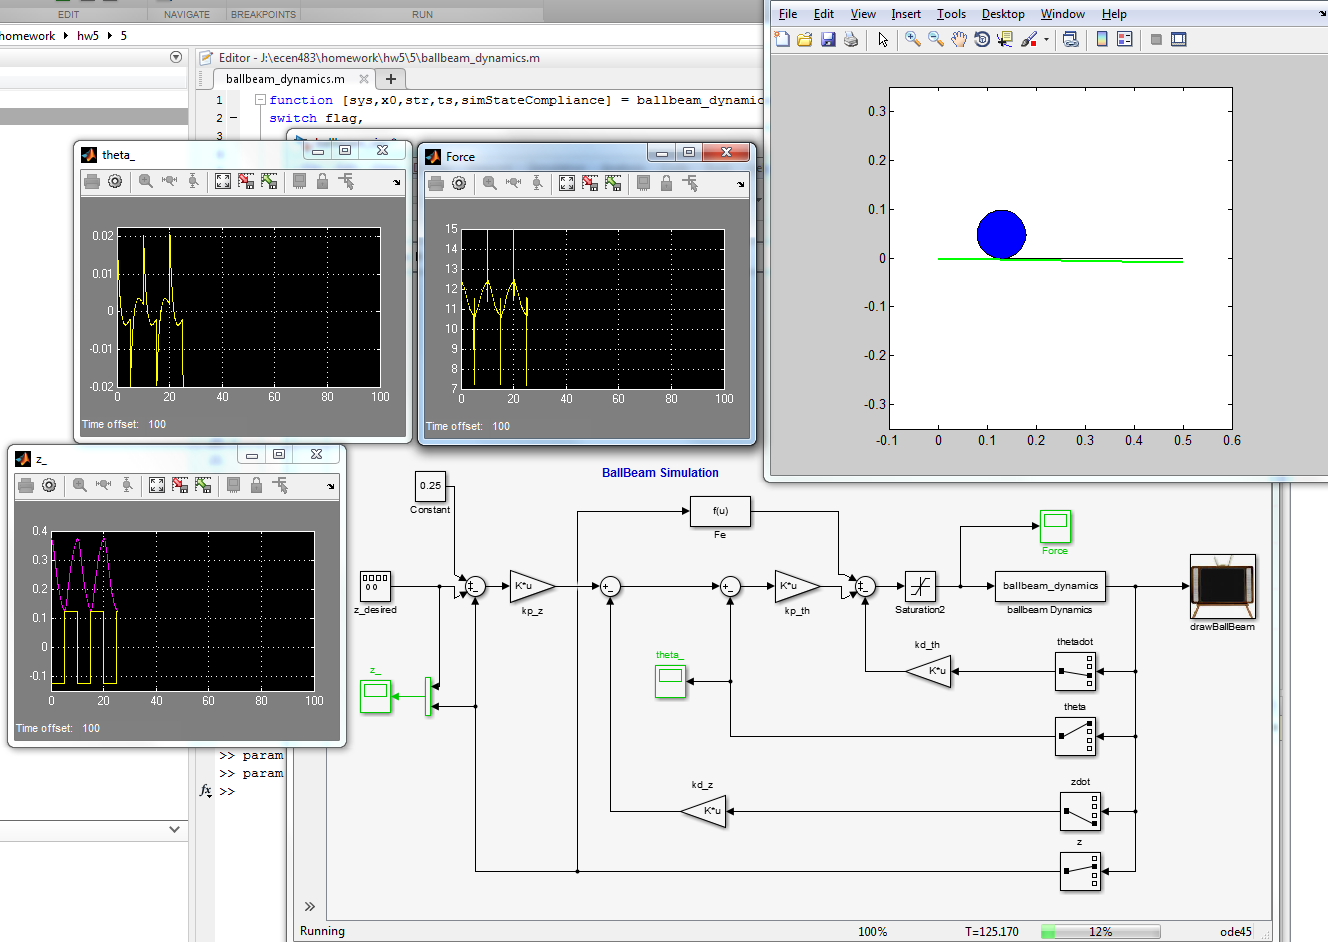 EDIT NAVIGATE BREAKPOINTS RUN
File Edit View Insert Tools Desktop Window Help
homework hw5 5
Editor - J:\ecen483\homework\hw5\5\ballbeam_dynamics.m
ballbeam_dynamics.m
1 function [sys,x0,str,ts,simStateCompliance] = ballbeam_dynamic
2 switch flag,
3
theta_
0.02
0.01
0
-0.01
-0.02
0 20 40 60 80 100
Time offset: 100
Force
15
14
13
12
11
10
9
8
7
0 20 40 60 80 100
Time offset: 100
0.3
0.2
0.1
0
-0.1
-0.2
-0.3
-0.1 0 0.1 0.2 0.3 0.4 0.5 0.6
z_
0.4
0.3
0.2
0.1
0
-0.1
0 20 40 60 80 100
Time offset: 100
BallBeam Simulation
0.25
Constant
f(u)
Fe
Force
z_desired
K*u
kp_z
K*u
kp_th
Saturation2
ballbeam_dynamics
ballbeam Dynamics
drawBallBeam
z_
theta_
kd_th
K*u
thetadot
theta
kd_z
K*u
zdot
z
>> param
>> param
fx >>
Running 100% T=125.170 12% ode45